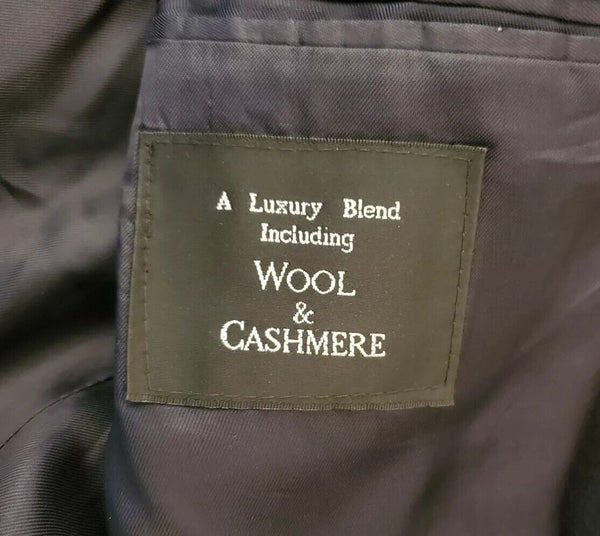 A Luxury Blend
Including
WOOL
&
CASHMERE